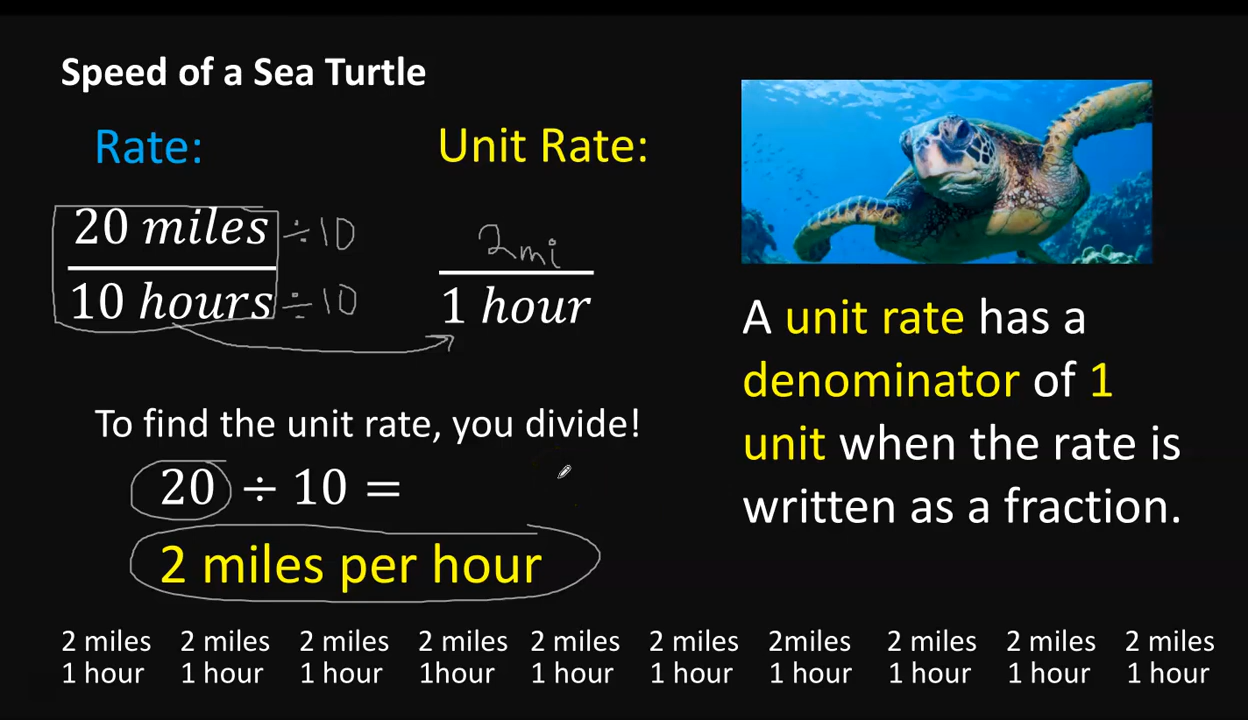 Speed of a Sea Turtle
Rate:
20 miles ÷10
10 hours ÷10
Unit Rate:
2mi
1 hour
A unit rate has a
denominator of 1
unit when the rate is
written as a fraction.
To find the unit rate, you divide!
20 ÷ 10 =
2 miles per hour
2 miles 2 miles 2 miles 2 miles 2 miles 2 miles 2miles 2 miles 2 miles 2 miles
1 hour 1 hour 1 hour 1hour 1 hour 1 hour 1 hour 1 hour 1 hour 1 hour